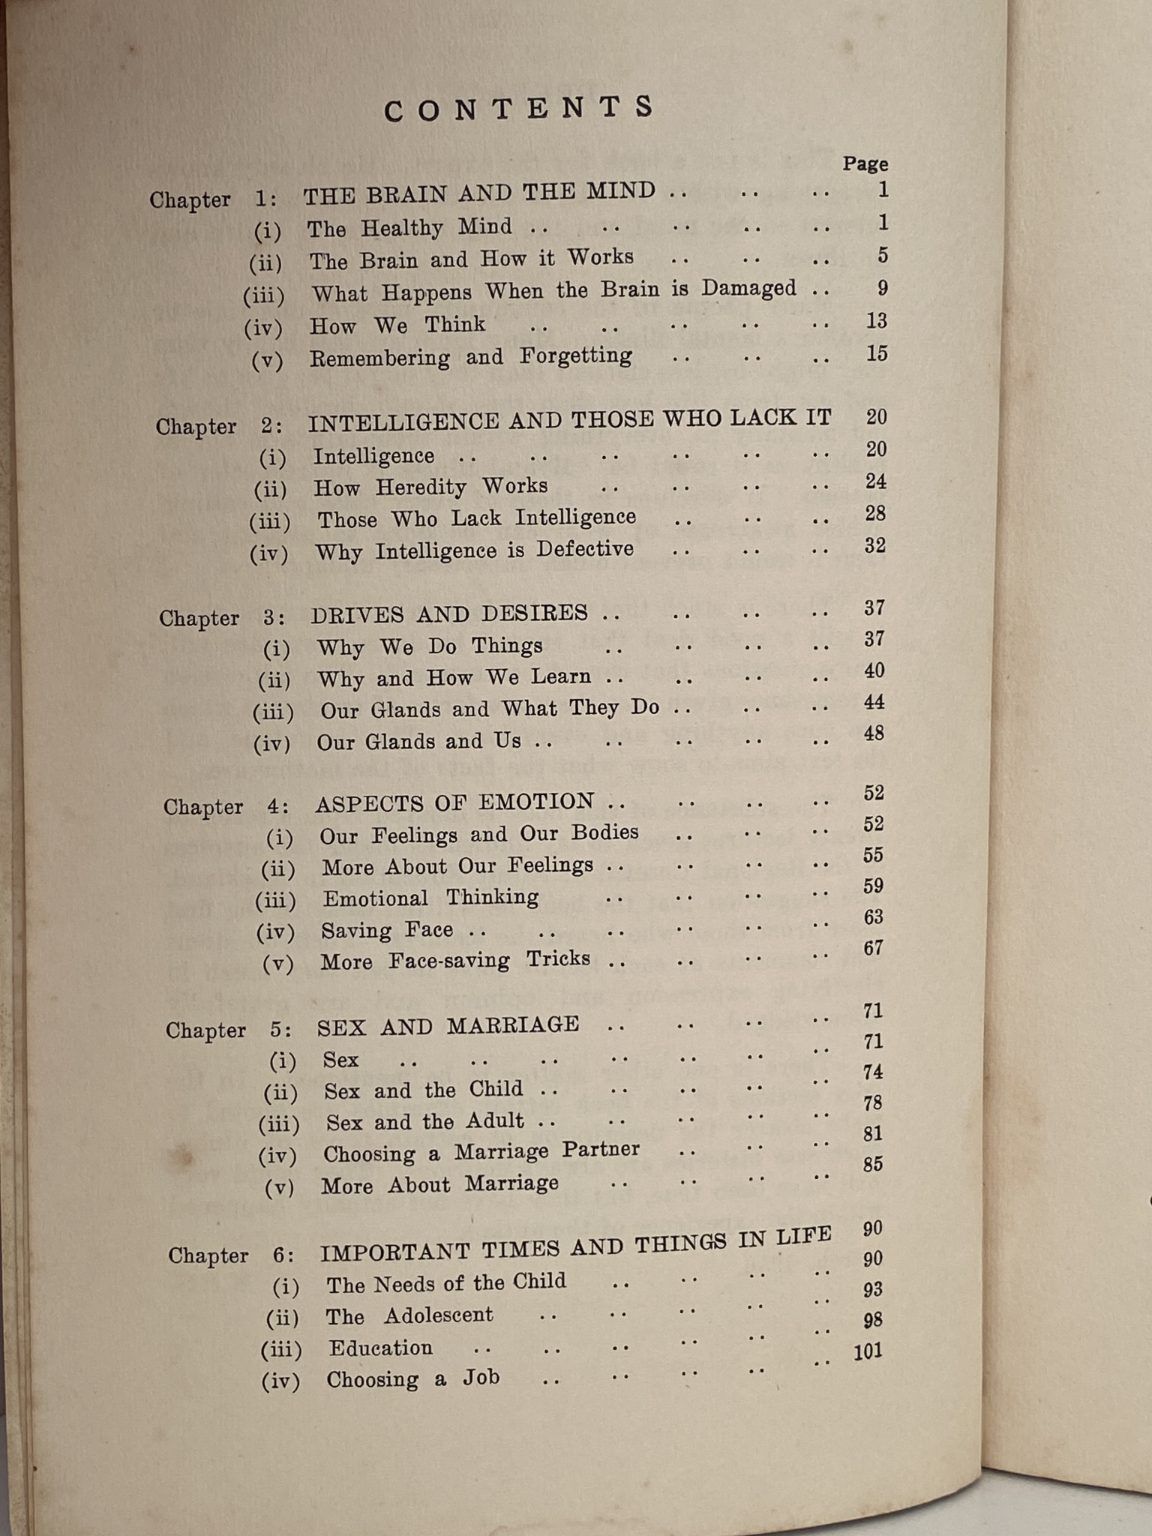 CONTENTS
Page
Chapter 1: THE BRAIN AND THE MIND .. .. .. 1
(i) The Healthy Mind .. .. .. .. .. 1
(ii) The Brain and How it Works .. .. .. 5
(iii) What Happens When the Brain is Damaged .. 9
(iv) How We Think .. .. .. .. .. 13
(v) Remembering and Forgetting .. .. .. 15
Chapter 2: INTELLIGENCE AND THOSE WHO LACK IT 20
(i) Intelligence .. .. .. .. .. .. 20
(ii) How Heredity Works .. .. .. .. 24
(iii) Those Who Lack Intelligence .. .. .. 28
(iv) Why Intelligence is Defective .. .. .. 32
Chapter 3: DRIVES AND DESIRES .. .. .. .. 37
(i) Why We Do Things .. .. .. .. 37
(ii) Why and How We Learn .. .. .. .. 40
(iii) Our Glands and What They Do .. .. .. 44
(iv) Our Glands and Us .. .. .. .. .. 48
Chapter 4: ASPECTS OF EMOTION .. .. .. .. 52
(i) Our Feelings and Our Bodies .. .. .. 52
(ii) More About Our Feelings .. .. .. .. 55
(iii) Emotional Thinking .. .. .. .. 59
(iv) Saving Face .. .. .. .. .. .. 63
(v) More Face-saving Tricks .. .. .. .. 67
Chapter 5: SEX AND MARRIAGE .. .. .. .. 71
(i) Sex .. .. .. .. .. .. .. 71
(ii) Sex and the Child .. .. .. .. .. 74
(iii) Sex and the Adult .. .. .. .. .. 78
(iv) Choosing a Marriage Partner .. .. .. 81
(v) More About Marriage .. .. .. .. 85
Chapter 6: IMPORTANT TIMES AND THINGS IN LIFE 90
(i) The Needs of the Child .. .. .. .. 90
(ii) The Adolescent .. .. .. .. .. 93
(iii) Education .. .. .. .. .. .. 98
(iv) Choosing a Job .. .. .. .. .. 101